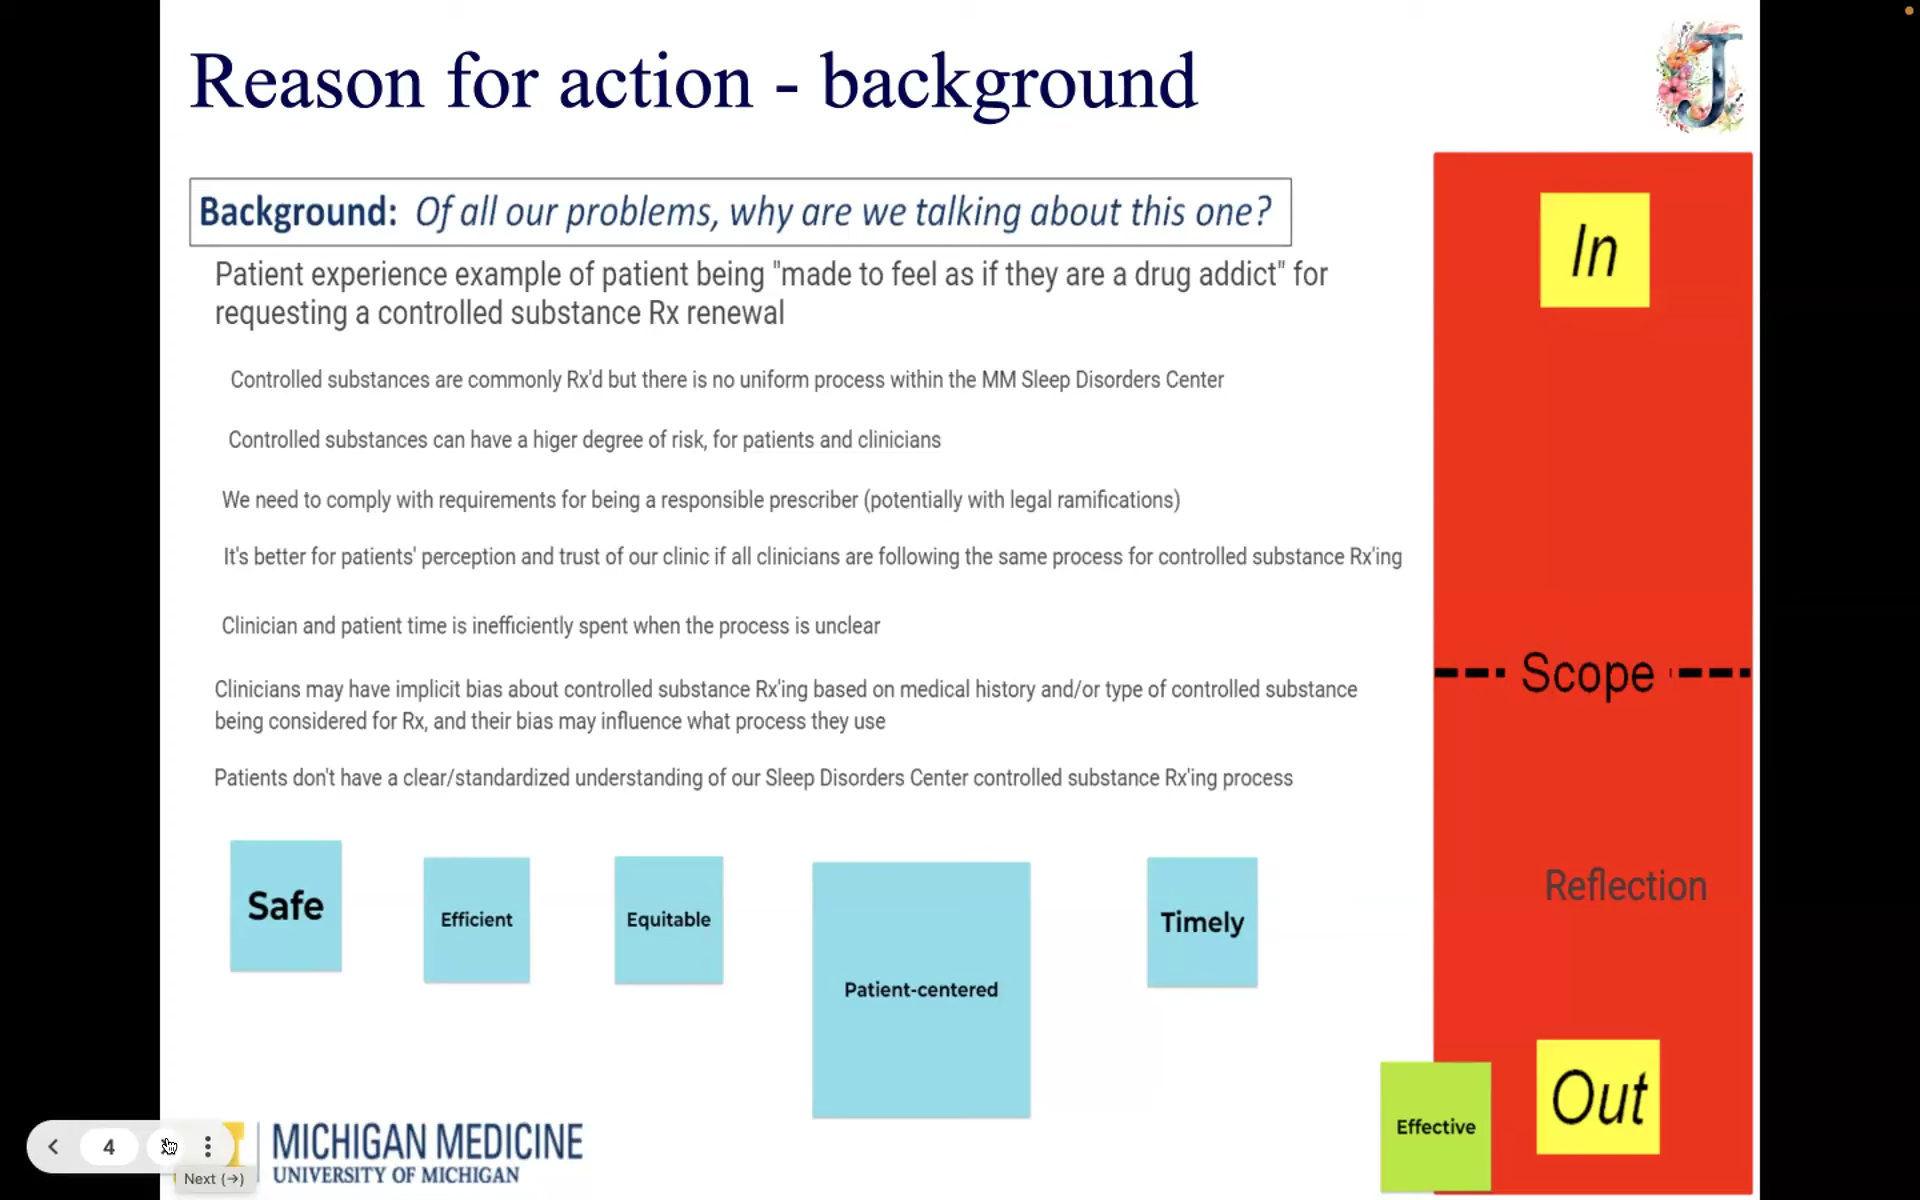 Reason for action - background
J
Background: Of all our problems, why are we talking about this one?
In
Patient experience example of patient being "made to feel as if they are a drug addict" for
requesting a controlled substance Rx renewal
Controlled substances are commonly Rx'd but there is no uniform process within the MM Sleep Disorders Center
Controlled substances can have a higer degree of risk, for patients and clinicians
We need to comply with requirements for being a responsible prescriber (potentially with legal ramifications)
It's better for patients' perception and trust of our clinic if all clinicians are following the same process for controlled substance Rx'ing
Clinician and patient time is inefficiently spent when the process is unclear
Scope
Clinicians may have implicit bias about controlled substance Rx'ing based on medical history and/or type of controlled substance
being considered for Rx, and their bias may influence what process they use
Patients don't have a clear/standardized understanding of our Sleep Disorders Center controlled substance Rx'ing process
Reflection
Safe
Efficient
Equitable
Patient-centered
Timely
Effective
Out
4
MICHIGAN MEDICINE
UNIVERSITY OF MICHIGAN
Next (→)